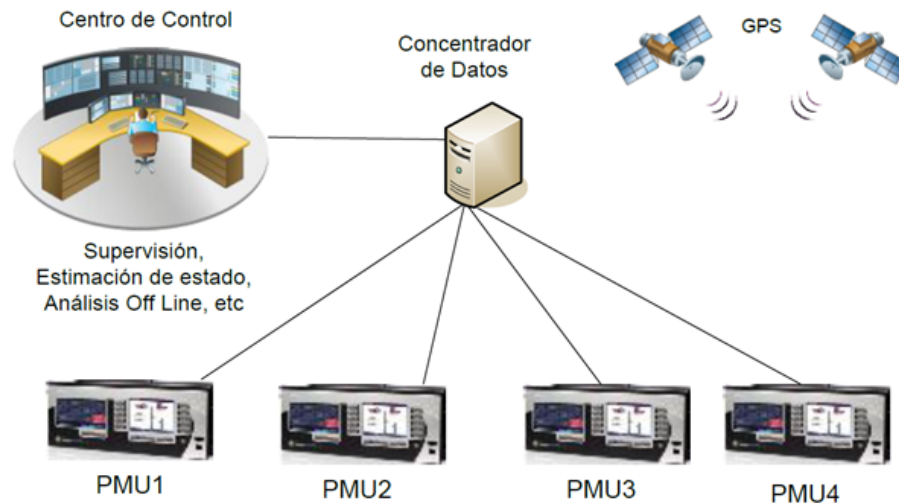 Centro de Control
Concentrador
de Datos
GPS
Supervisión,
Estimación de estado,
Análisis Off Line, etc
PMU1
PMU2
PMU3
PMU4